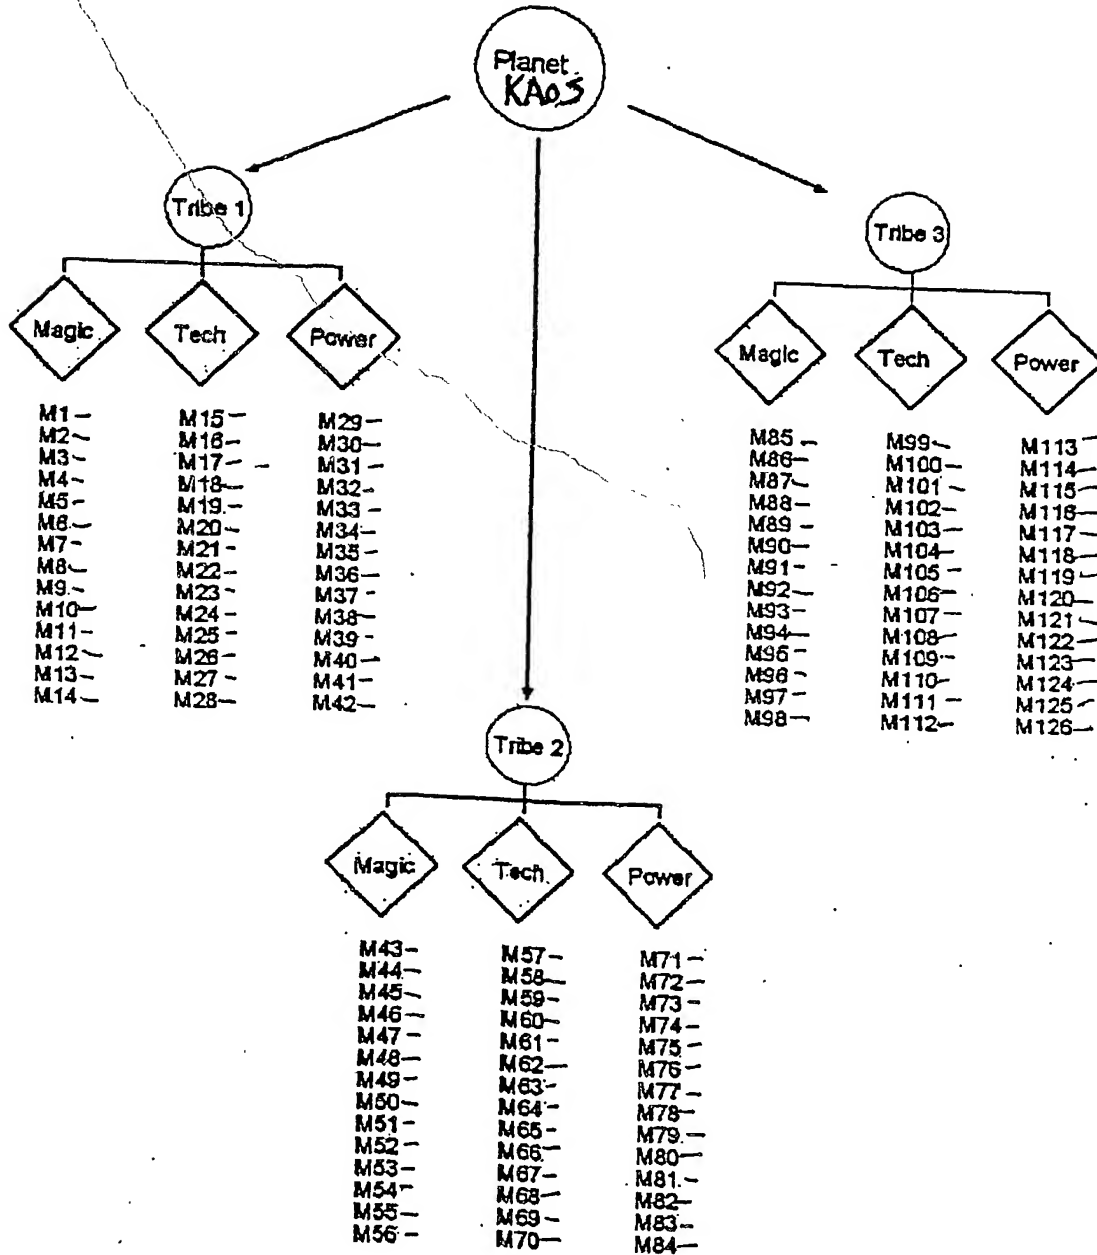 Planet
KAOS
Tribe 1
Magic
Tech
Power
M1 –
M2 –
M3 –
M4 –
M5 –
M6 –
M7 –
M8 –
M9 –
M10 –
M11 –
M12 –
M13 –
M14 –
M15 –
M16 –
M17 –
M18 –
M19 –
M20 –
M21 –
M22 –
M23 –
M24 –
M25 –
M26 –
M27 –
M28 –
M29 –
M30 –
M31 –
M32 –
M33 –
M34 –
M35 –
M36 –
M37 –
M38 –
M39 –
M40 –
M41 –
M42 –
Tribe 3
Magic
Tech
Power
M85 –
M86 –
M87 –
M88 –
M89 –
M90 –
M91 –
M92 –
M93 –
M94 –
M95 –
M96 –
M97 –
M98 –
M99 –
M100 –
M101 –
M102 –
M103 –
M104 –
M105 –
M106 –
M107 –
M108 –
M109 –
M110 –
M111 –
M112 –
M113 –
M114 –
M115 –
M116 –
M117 –
M118 –
M119 –
M120 –
M121 –
M122 –
M123 –
M124 –
M125 –
M126 –
Tribe 2
Magic
Tech
Power
M43 –
M44 –
M45 –
M46 –
M47 –
M48 –
M49 –
M50 –
M51 –
M52 –
M53 –
M54 –
M55 –
M56 –
M57 –
M58 –
M59 –
M60 –
M61 –
M62 –
M63 –
M64 –
M65 –
M66 –
M67 –
M68 –
M69 –
M70 –
M71 –
M72 –
M73 –
M74 –
M75 –
M76 –
M77 –
M78 –
M79 –
M80 –
M81 –
M82 –
M83 –
M84 –